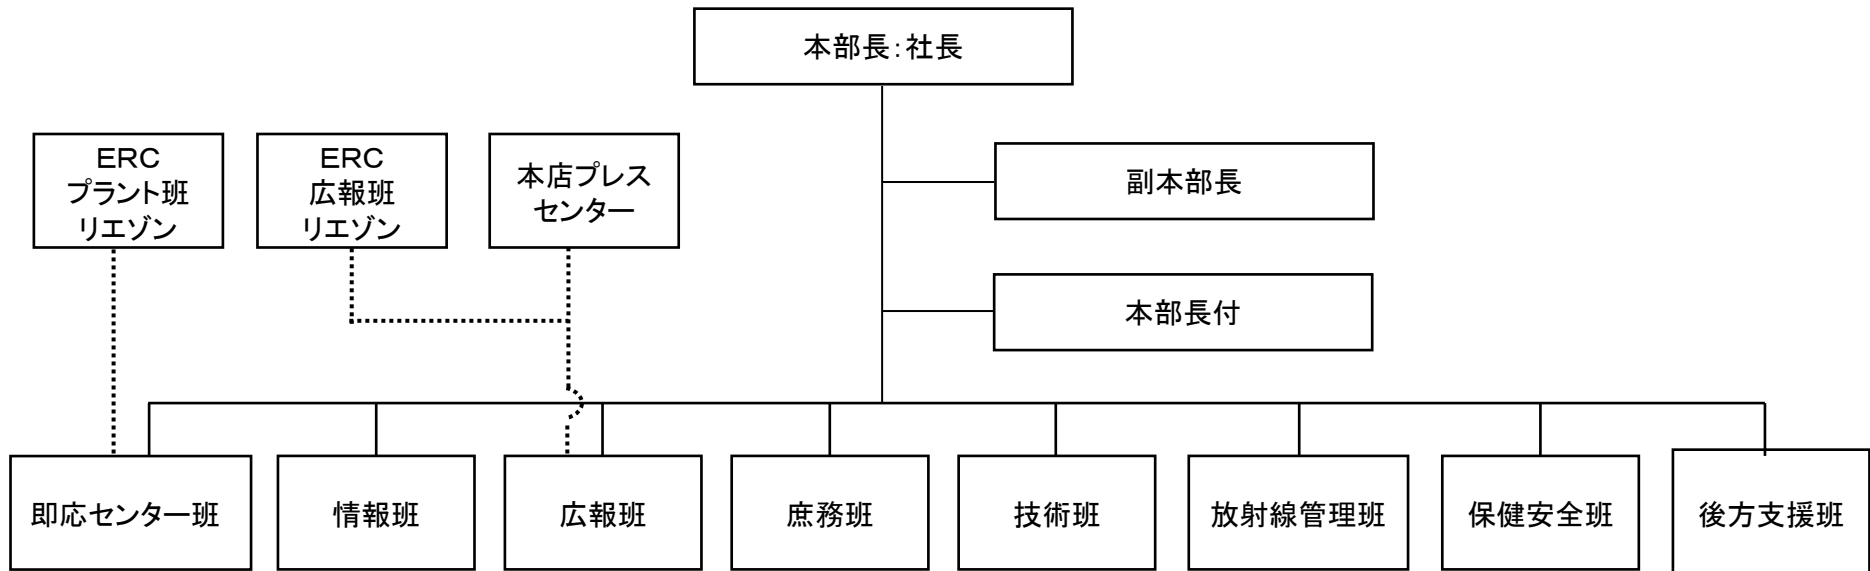 本部長：社長
ERC
プラント班
リエゾン
ERC
広報班
リエゾン
本店プレス
センター
副本部長
本部長付
即応センター班
情報班
広報班
庶務班
技術班
放射線管理班
保健安全班
後方支援班